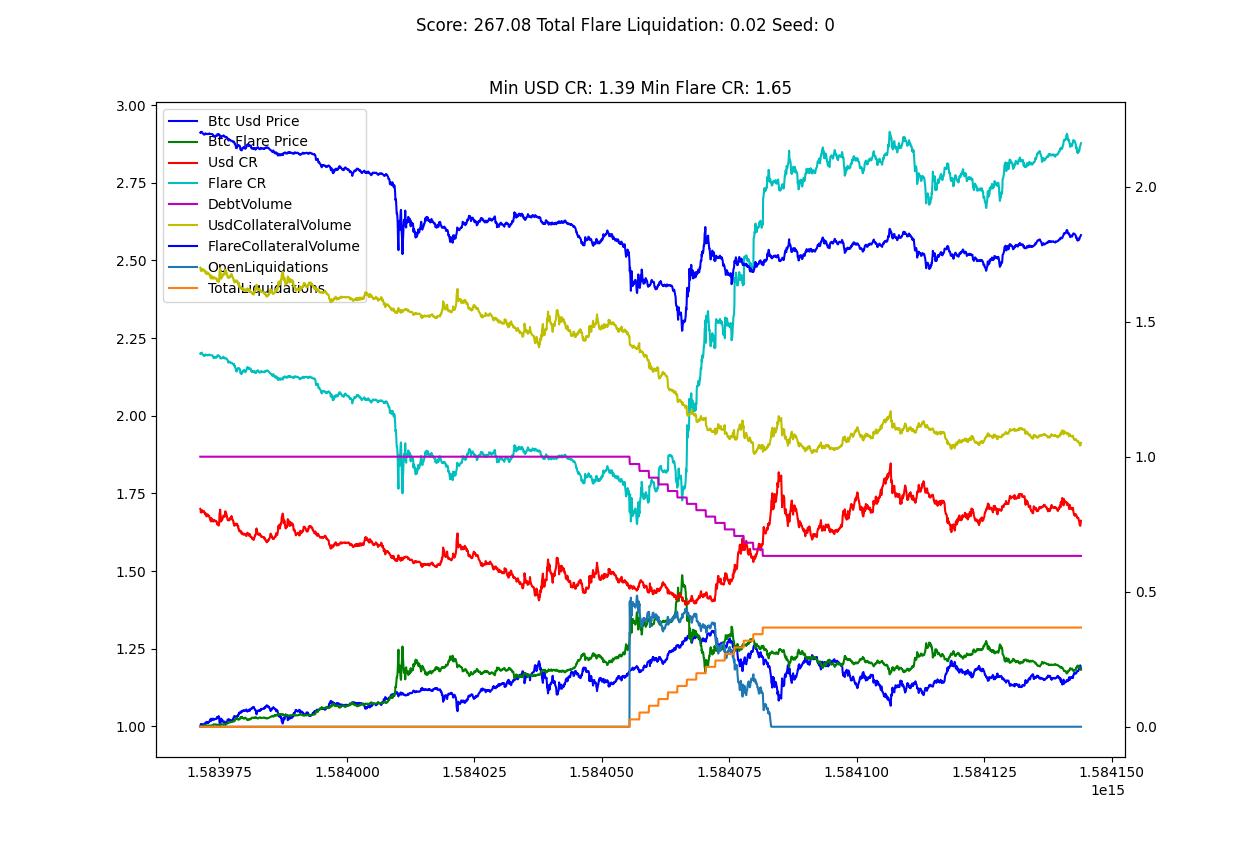 Score: 267.08 Total Flare Liquidation: 0.02 Seed: 0
Min USD CR: 1.39 Min Flare CR: 1.65
3.00
2.75
2.50
2.25
2.00
1.75
1.50
1.25
1.00
Btc Usd Price
Btc Flare Price
Usd CR
Flare CR
DebtVolume
UsdCollateralVolume
FlareCollateralVolume
OpenLiquidations
TotalLiquidations
2.0
1.5
1.0
0.5
0.0
1.583975 1.584000 1.584025 1.584050 1.584075 1.584100 1.584125 1.584150
1e15